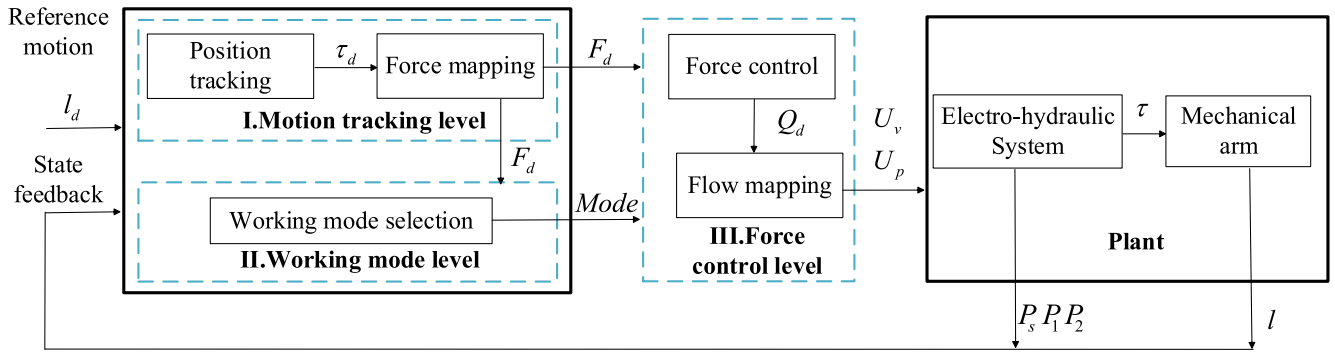 Reference
motion
l_d
State
feedback
Position
tracking
τ_d
Force mapping
I.Motion tracking level
F_d
F_d
Working mode selection
II.Working mode level
Mode
Force control
Q_d
Flow mapping
III.Force
control level
U_v
U_p
Electro-hydraulic
System
τ
Mechanical
arm
Plant
P_s P_1 P_2
l